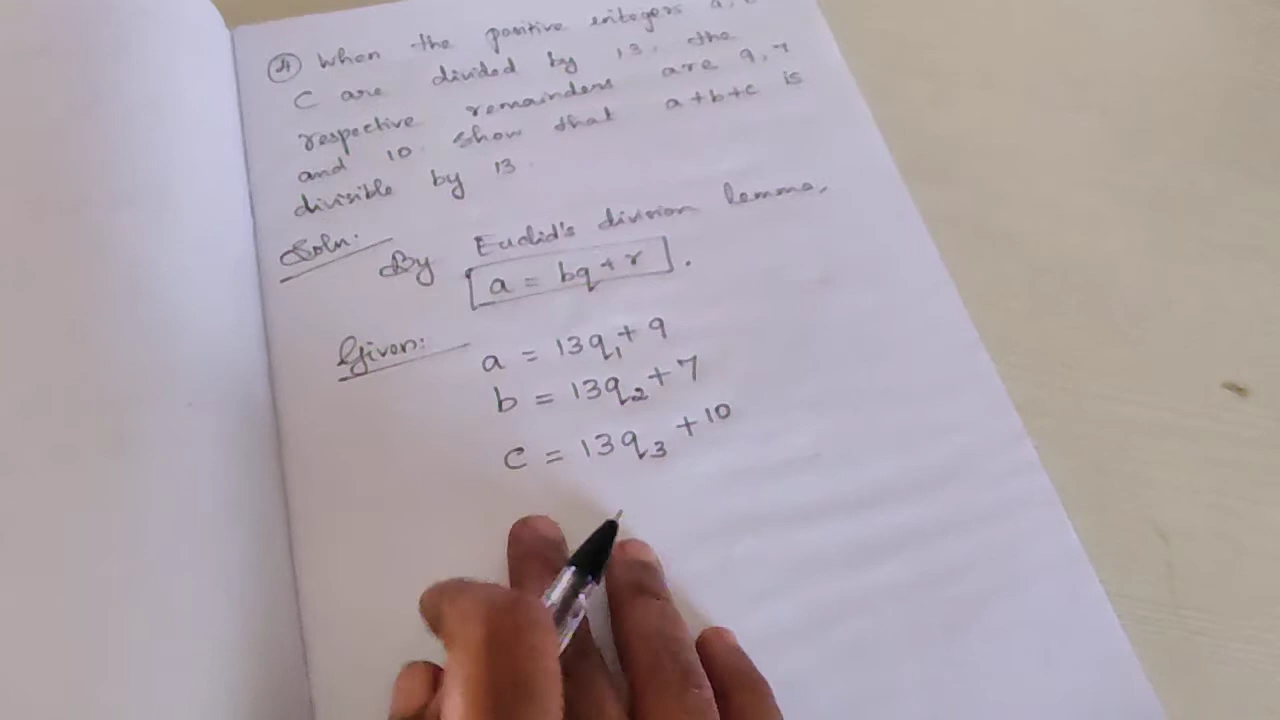 ④ When the positive integers a,
C are divided by 13, the
respective remainders are 9, 7
and 10. show that a+b+c is
divisible by 13.
Soln:
By Euclid's division lemma,
a = bq + r.
Given: a = 13q₁ + 9
b = 13q₂ + 7
c = 13q₃ + 10